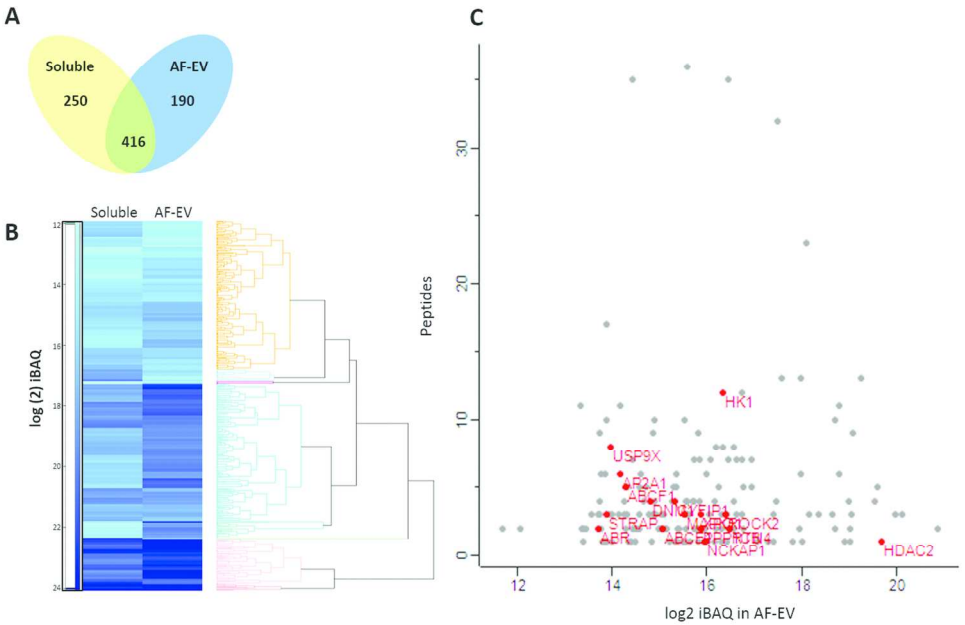 A
Soluble
AF-EV
250
190
416
B
Soluble
AF-EV
log (2) iBAQ
12
14
16
18
20
22
24
C
Peptides
30
20
10
0
12
14
16
18
20
log2 iBAQ in AF-EV
HK1
USP9X
AP2A1
ABCF1
STRAP
ABR
NCKAP1
HDAC2